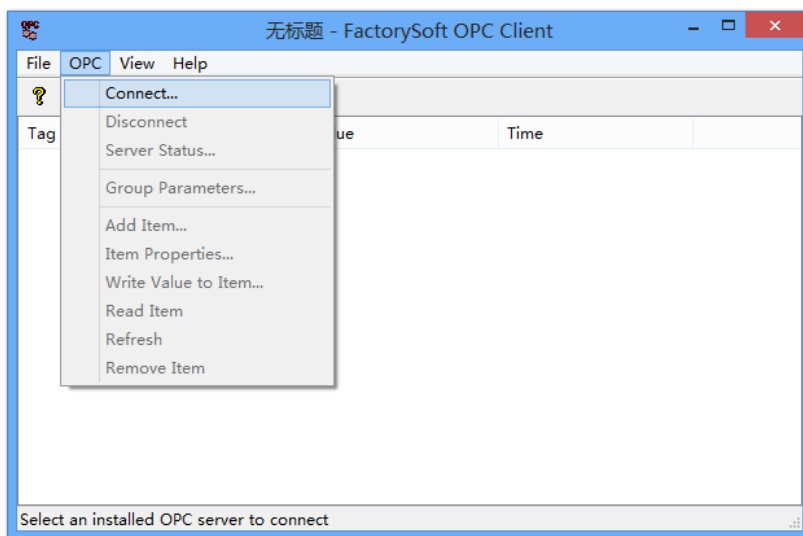 OPC
无标题 - FactorySoft OPC Client
File OPC View Help
Connect...
Disconnect
Tag ue Time
Server Status...
Group Parameters...
Add Item...
Item Properties...
Write Value to Item...
Read Item
Refresh
Remove Item
Select an installed OPC server to connect